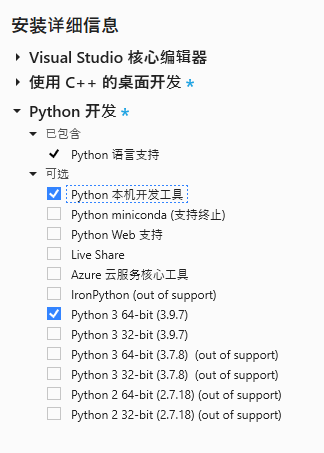 安装详细信息
Visual Studio 核心编辑器
使用 C++ 的桌面开发 *
Python 开发 *
已包含
Python 语言支持
可选
Python 本机开发工具
Python miniconda (支持终止)
Python Web 支持
Live Share
Azure 云服务核心工具
IronPython (out of support)
Python 3 64-bit (3.9.7)
Python 3 32-bit (3.9.7)
Python 3 64-bit (3.7.8)  (out of support)
Python 3 32-bit (3.7.8)  (out of support)
Python 2 64-bit (2.7.18) (out of support)
Python 2 32-bit (2.7.18) (out of support)